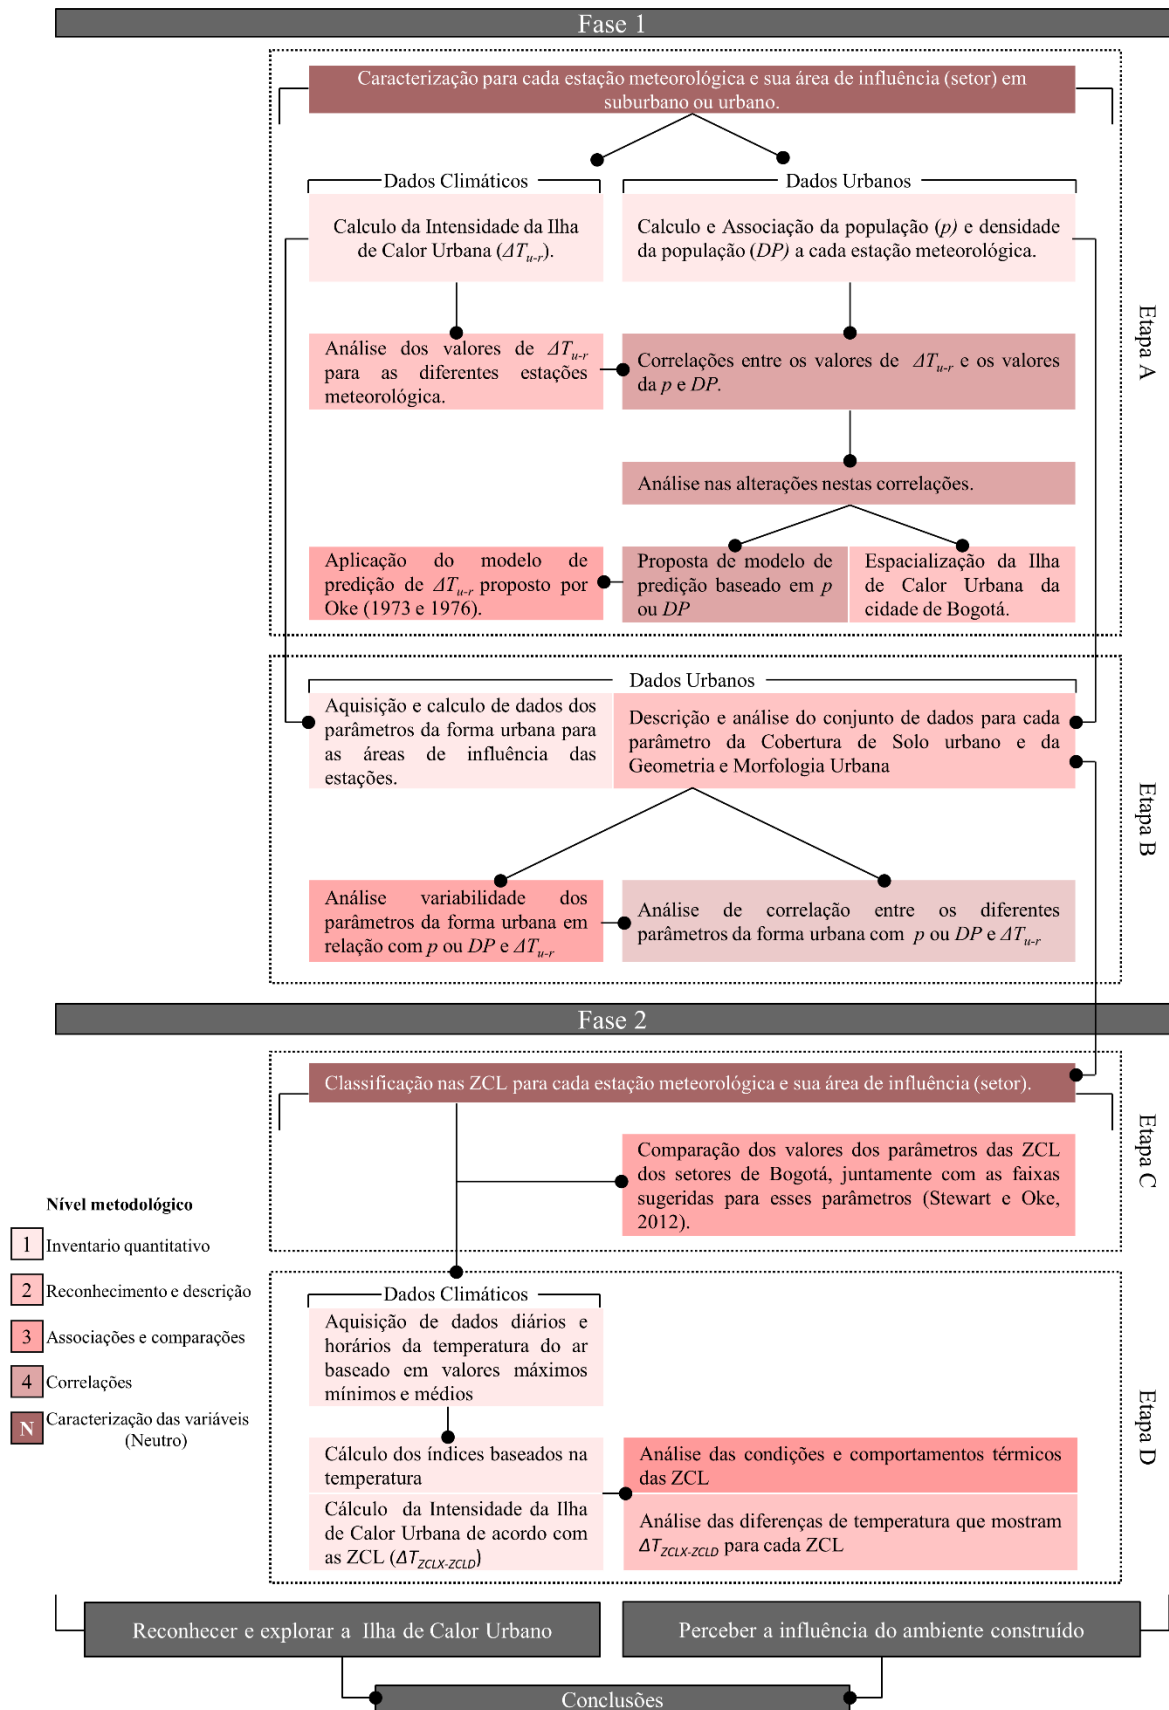 Fase 1
Caracterização para cada estação meteorológica e sua área de influência (setor) em
suburbano ou urbano.
Dados Climáticos
Dados Urbanos
Calculo da Intensidade da Ilha
de Calor Urbana (ΔTu-r).
Calculo e Associação da população (p) e densidade
da população (DP) a cada estação meteorológica.
Análise dos valores de ΔTu-r
para as diferentes estações
meteorológica.
Correlações entre os valores de ΔTu-r e os valores
da p e DP.
Análise nas alterações nestas correlações.
Aplicação do modelo de
predição de ΔTu-r proposto por
Oke (1973 e 1976).
Proposta de modelo de
predição baseado em p
ou DP
Espacialização da Ilha
de Calor Urbana da
cidade de Bogotá.
Etapa A
Dados Urbanos
Aquisição e calculo de dados dos
parâmetros da forma urbana para
as áreas de influência das
estações.
Descrição e análise do conjunto de dados para cada
parâmetro da Cobertura de Solo urbano e da
Geometria e Morfologia Urbana
Análise variabilidade dos
parâmetros da forma urbana em
relação com p ou DP e ΔTu-r
Análise de correlação entre os diferentes
parâmetros da forma urbana com p ou DP e ΔTu-r
Etapa B
Fase 2
Classificação nas ZCL para cada estação meteorológica e sua área de influência (setor).
Comparação dos valores dos parâmetros das ZCL
dos setores de Bogotá, juntamente com as faixas
sugeridas para esses parâmetros (Stewart e Oke,
2012).
Etapa C
Nível metodológico
1 Inventario quantitativo
2 Reconhecimento e descrição
3 Associações e comparações
4 Correlações
N Caracterização das variáveis
(Neutro)
Dados Climáticos
Aquisição de dados diários e
horários da temperatura do ar
baseado em valores máximos
mínimos e médios
Cálculo dos índices baseados na
temperatura
Cálculo da Intensidade da Ilha
de Calor Urbana de acordo com
as ZCL (ΔTZCLX-ZCLD)
Análise das condições e comportamentos térmicos
das ZCL
Análise das diferenças de temperatura que mostram
ΔTZCLX-ZCLD para cada ZCL
Etapa D
Reconhecer e explorar a Ilha de Calor Urbano
Perceber a influência do ambiente construído
Conclusões